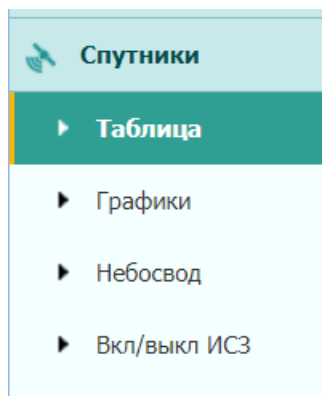 Спутники
Таблица
Графики
Небосвод
Вкл/выкл ИСЗ